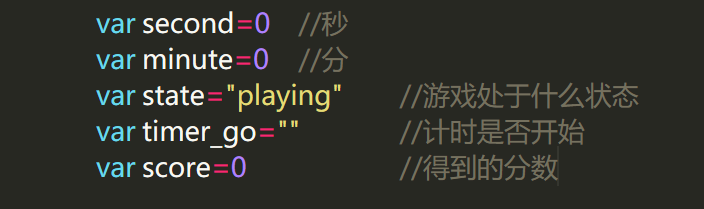 var second=0 //秒
var minute=0 //分
var state="playing" //游戏处于什么状态
var timer_go="" //计时是否开始
var score=0 //得到的分数